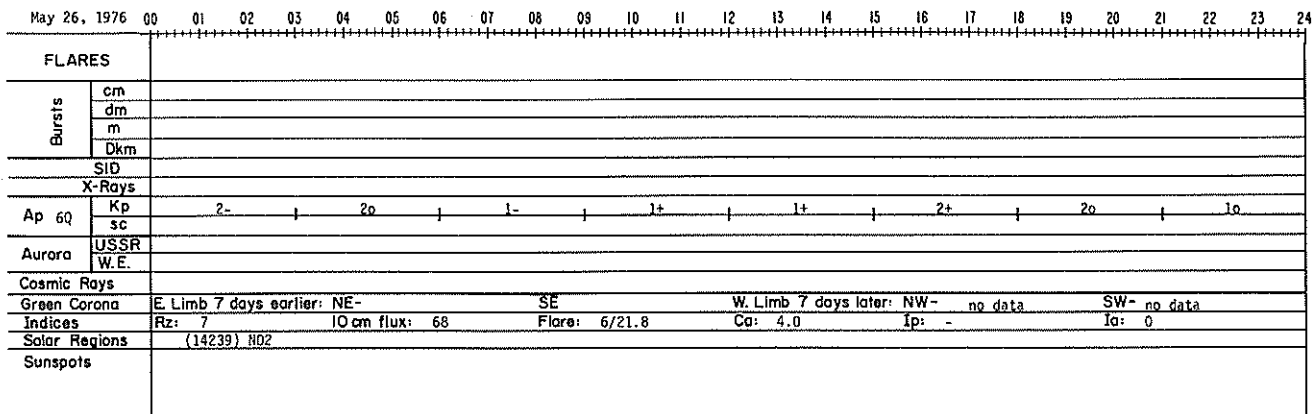 May 26, 1976 00 01 02 03 04 05 06 07 08 09 10 11 12 13 14 15 16 17 18 19 20 21 22 23 24
FLARES
Bursts
cm
dm
m
Dkm
SID
X-Rays
Ap 6Q Kp 2- 2o 1- 1+ 1+ 2+ 2o 1o
sc
Aurora
USSR
W.E.
Cosmic Rays
Green Corona E. Limb 7 days earlier: NE- SE W. Limb 7 days later: NW- no data SW- no data
Indices Rz: 7 10 cm flux: 68 Flare: 6/21.8 Ca: 4.0 Ip: - Ia: 0
Solar Regions (14239) N02
Sunspots